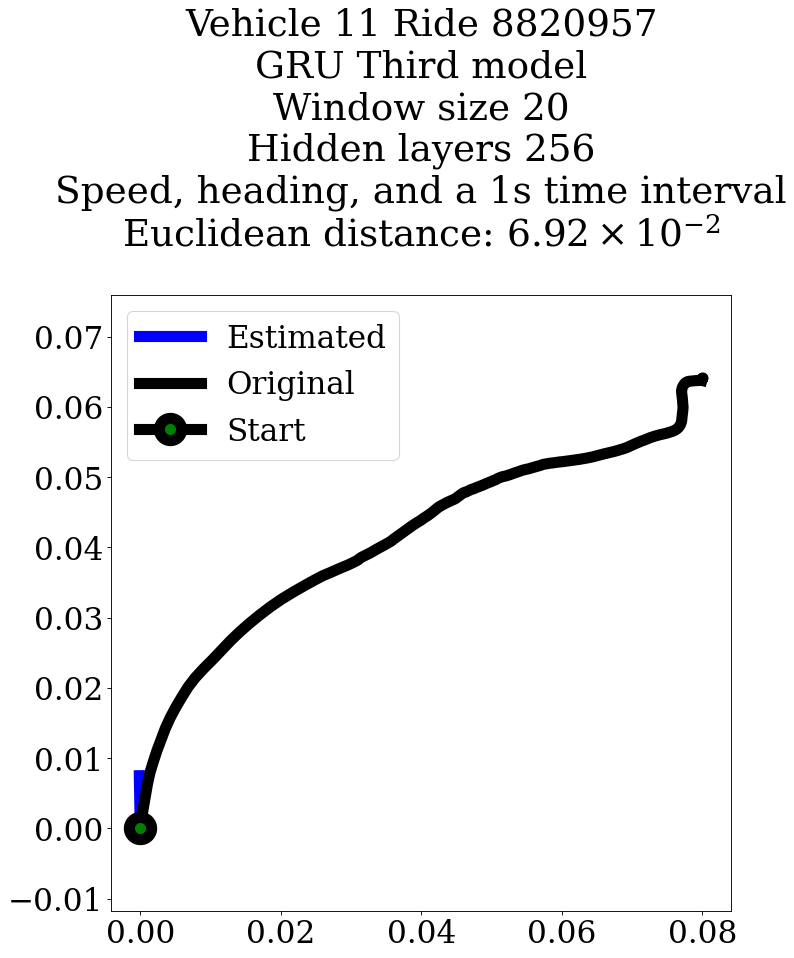 Vehicle 11 Ride 8820957
GRU Third model
Window size 20
Hidden layers 256
Speed, heading, and a 1s time interval
Euclidean distance: 6.92 × 10⁻²
Estimated
Original
Start
0.07
0.06
0.05
0.04
0.03
0.02
0.01
0.00
−0.01
0.00 0.02 0.04 0.06 0.08